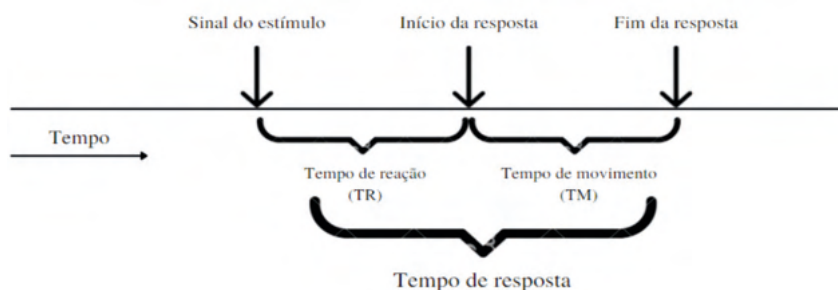 Sinal do estímulo Início da resposta Fim da resposta
Tempo
Tempo de reação Tempo de movimento
(TR) (TM)
Tempo de resposta